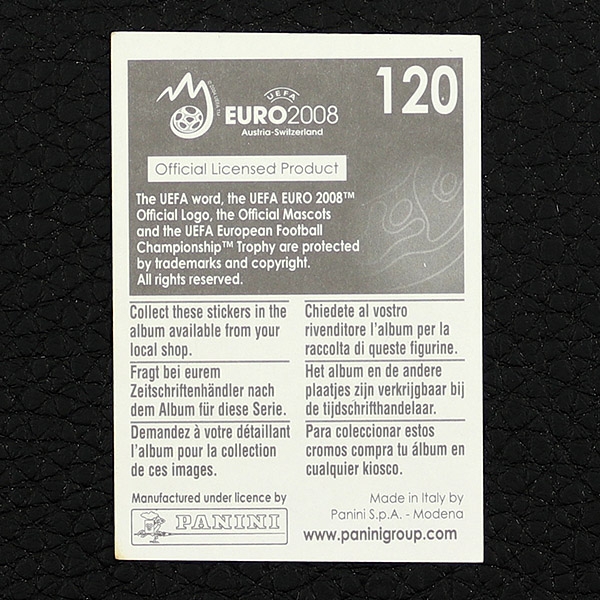 120
UEFA
EURO2008
Austria-Switzerland
Official Licensed Product
The UEFA word, the UEFA EURO 2008™
Official Logo, the Official Mascots
and the UEFA European Football
Championship™ Trophy are protected
by trademarks and copyright.
All rights reserved.
Collect these stickers in the
album available from your
local shop.
Chiedete al vostro
rivenditore l'album per la
raccolta di queste figurine.
Fragt bei eurem
Zeitschriftenhändler nach
dem Album für diese Serie.
Het album en de andere
plaatjes zijn verkrijgbaar bij
de tijdschrifthandelaar.
Demandez à votre détaillant
l'album pour la collection
de ces images.
Para coleccionar estos
cromos compra tu álbum en
cualquier kiosco.
Manufactured under licence by
PANINI
Made in Italy by
Panini S.p.A. - Modena
www.paninigroup.com